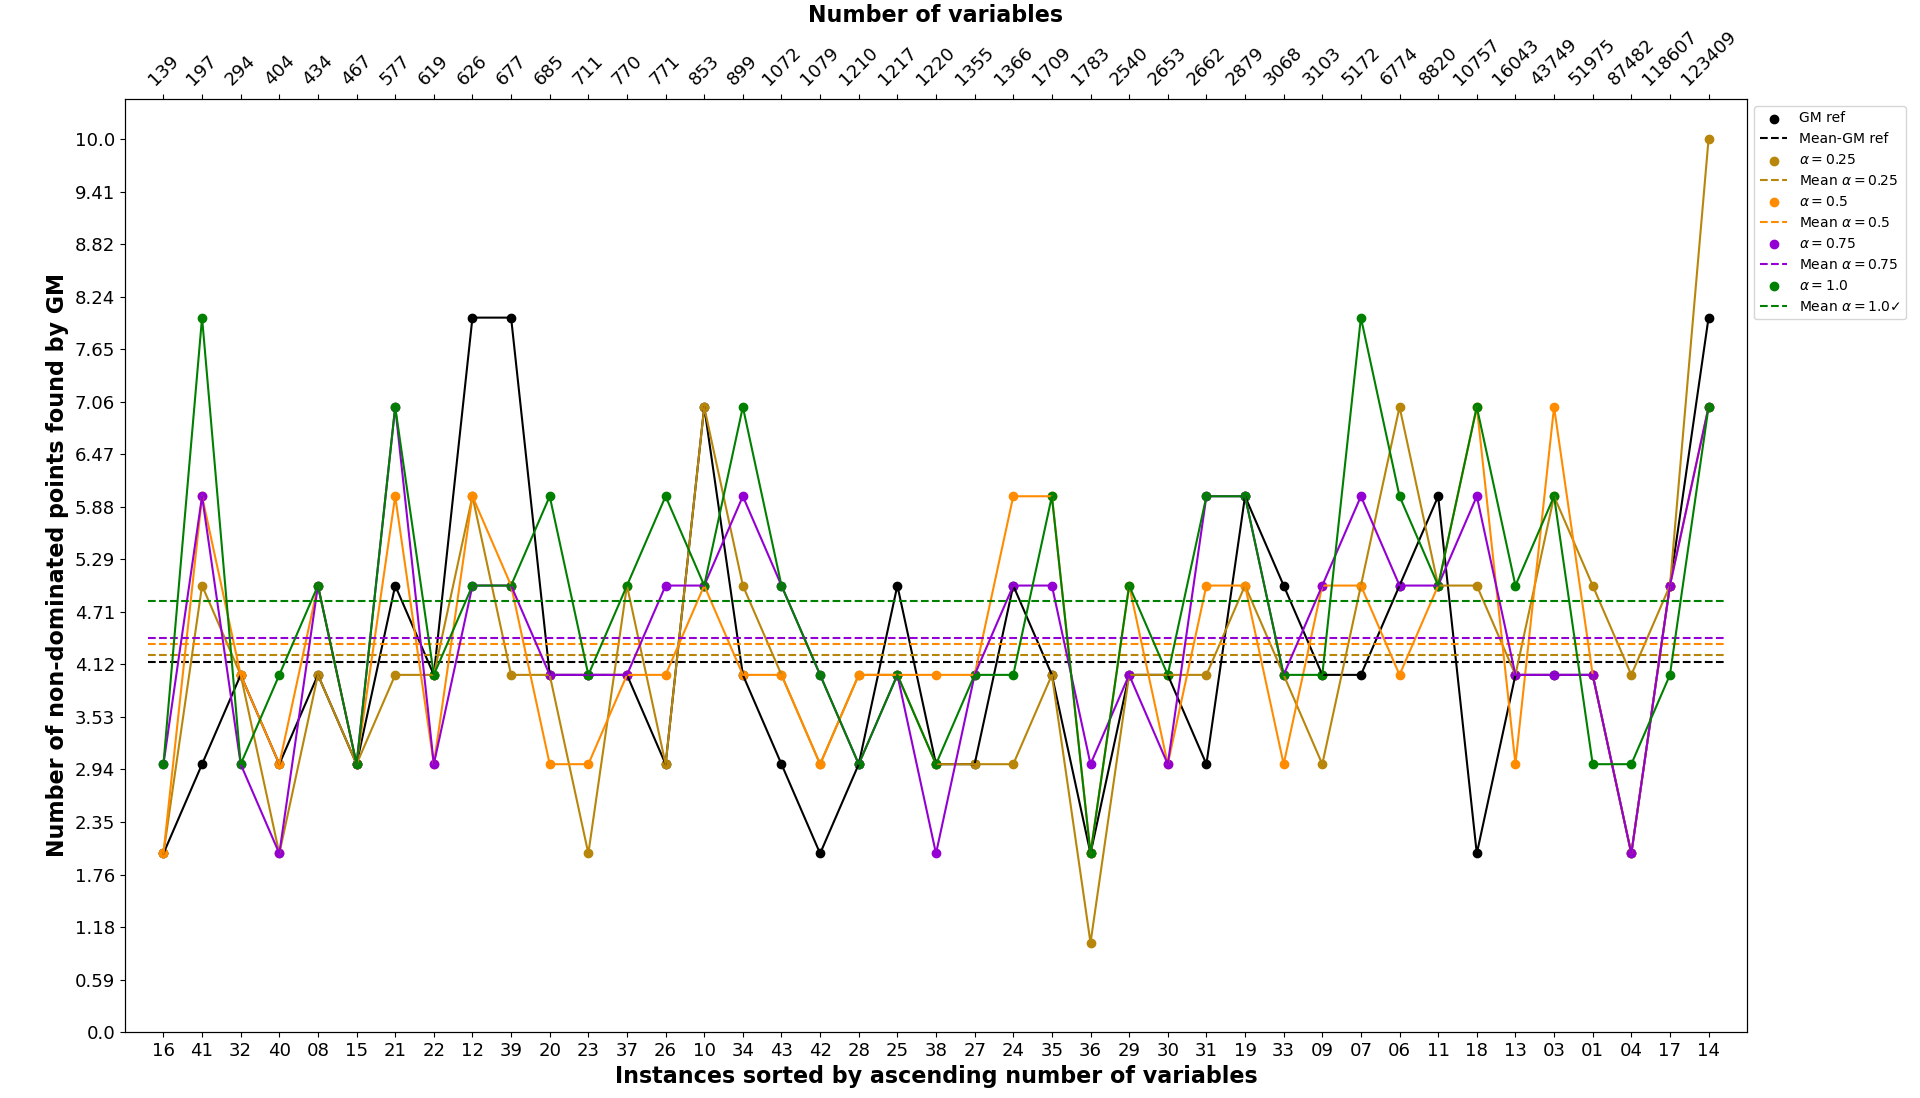 Number of variables
139 197 294 404 434 467 577 619 626 677 685 711 770 771 853 899 1072 1079 1210 1217 1220 1355 1366 1709 1783 2540 2653 2662 2879 3068 3103 5172 6774 8820 10757 16043 43749 51975 87482 118607 123409
Number of non-dominated points found by GM
10.0
9.41
8.82
8.24
7.65
7.06
6.47
5.88
5.29
4.71
4.12
3.53
2.94
2.35
1.76
1.18
0.59
0.0
GM ref
Mean-GM ref
α = 0.25
Mean α = 0.25
α = 0.5
Mean α = 0.5
α = 0.75
Mean α = 0.75
α = 1.0
Mean α = 1.0✓
16 41 32 40 08 15 21 22 12 39 20 23 37 26 10 34 43 42 28 25 38 27 24 35 36 29 30 31 19 33 09 07 06 11 18 13 03 01 04 17 14
Instances sorted by ascending number of variables